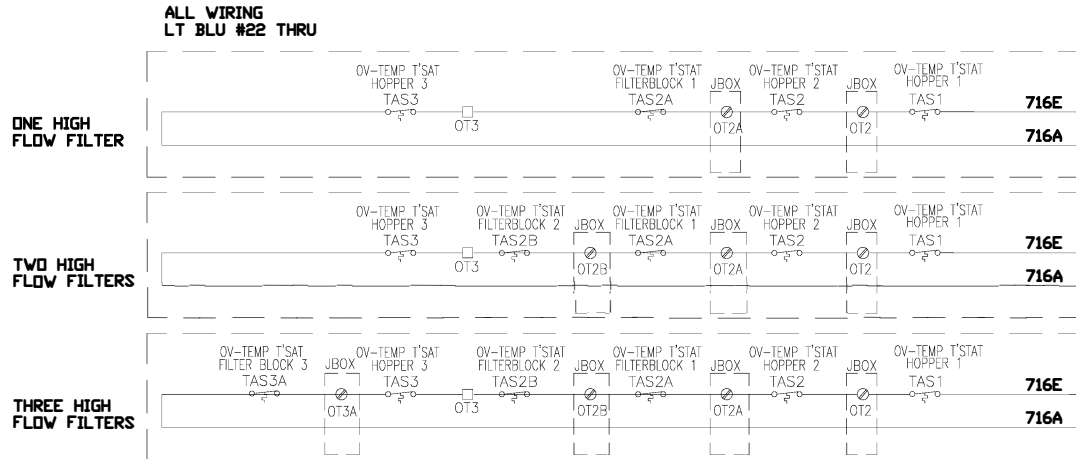 ALL WIRING
LT BLU #22 THRU
ONE HIGH
FLOW FILTER
OV-TEMP T'SAT
HOPPER 3
TAS3
OT3
OV-TEMP T'STAT
FILTERBLOCK 1
TAS2A
JBOX
OT2A
OV-TEMP T'STAT
HOPPER 2
TAS2
JBOX
OT2
OV-TEMP T'STAT
HOPPER 1
TAS1
716E
716A
TWO HIGH
FLOW FILTERS
OV-TEMP T'SAT
HOPPER 3
TAS3
OT3
OV-TEMP T'STAT
FILTERBLOCK 2
TAS2B
JBOX
OT2B
OV-TEMP T'STAT
FILTERBLOCK 1
TAS2A
JBOX
OT2A
OV-TEMP T'STAT
HOPPER 2
TAS2
JBOX
OT2
OV-TEMP T'STAT
HOPPER 1
TAS1
716E
716A
THREE HIGH
FLOW FILTERS
OV-TEMP T'SAT
FILTER BLOCK 3
TAS3A
JBOX
OT3A
OV-TEMP T'SAT
HOPPER 3
TAS3
OT3
OV-TEMP T'STAT
FILTERBLOCK 2
TAS2B
JBOX
OT2B
OV-TEMP T'STAT
FILTERBLOCK 1
TAS2A
JBOX
OT2A
OV-TEMP T'STAT
HOPPER 2
TAS2
JBOX
OT2
OV-TEMP T'STAT
HOPPER 1
TAS1
716E
716A